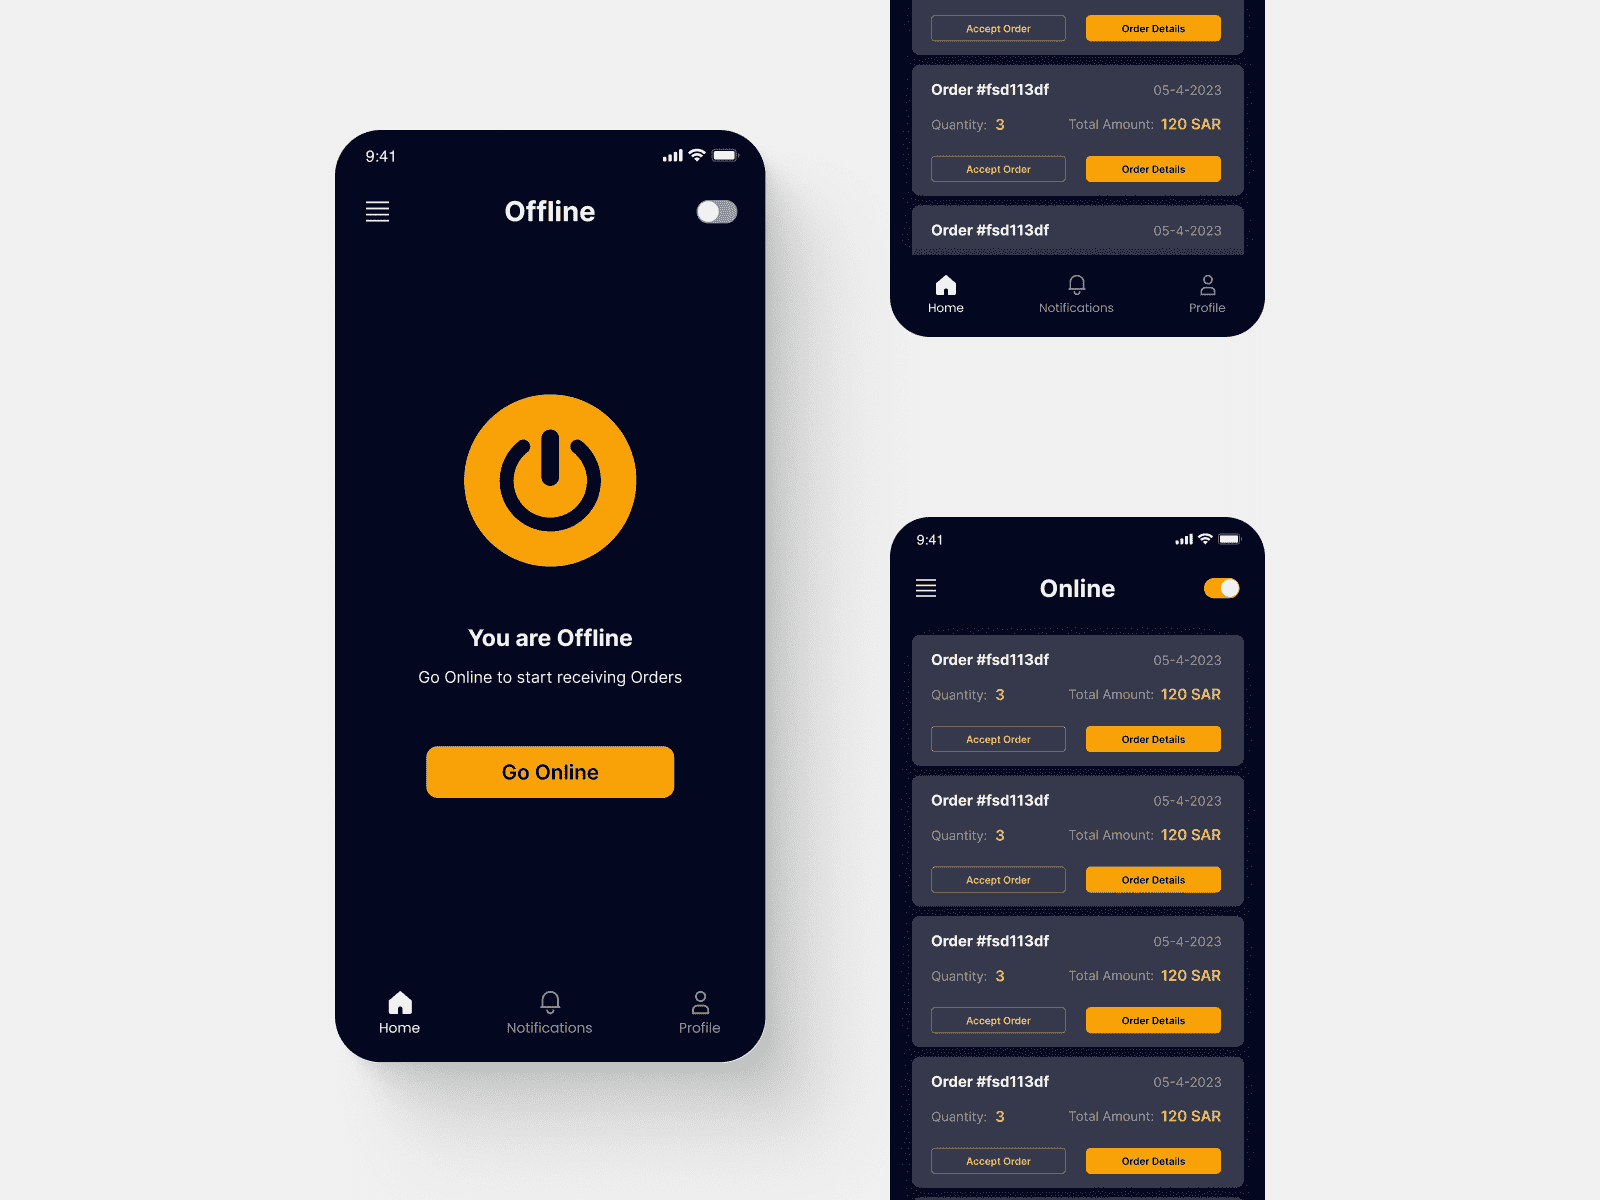 9:41
Offline
You are Offline
Go Online to start receiving Orders
Go Online
Home Notifications Profile
Accept Order Order Details
Order #fsd113df 05-4-2023
Quantity: 3 Total Amount: 120 SAR
Accept Order Order Details
Order #fsd113df 05-4-2023
Home Notifications Profile
9:41
Online
Order #fsd113df 05-4-2023
Quantity: 3 Total Amount: 120 SAR
Accept Order Order Details
Order #fsd113df 05-4-2023
Quantity: 3 Total Amount: 120 SAR
Accept Order Order Details
Order #fsd113df 05-4-2023
Quantity: 3 Total Amount: 120 SAR
Accept Order Order Details
Order #fsd113df 05-4-2023
Quantity: 3 Total Amount: 120 SAR
Accept Order Order Details